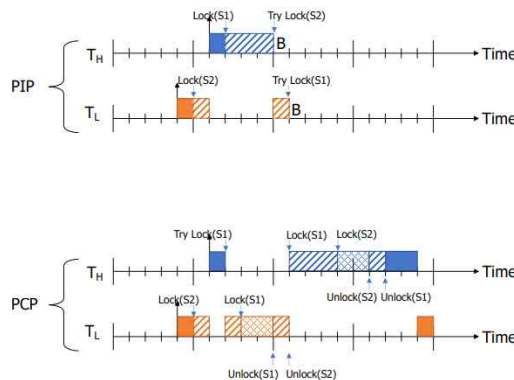 Lock(S1) Try Lock(S2)
B
T_H Time
PIP
Lock(S2) Try Lock(S1)
B
T_L Time
Try Lock(S1) Lock(S1) Lock(S2)
T_H Time
Unlock(S2) Unlock(S1)
PCP
Lock(S2) Lock(S1)
T_L Time
Unlock(S1) Unlock(S2)